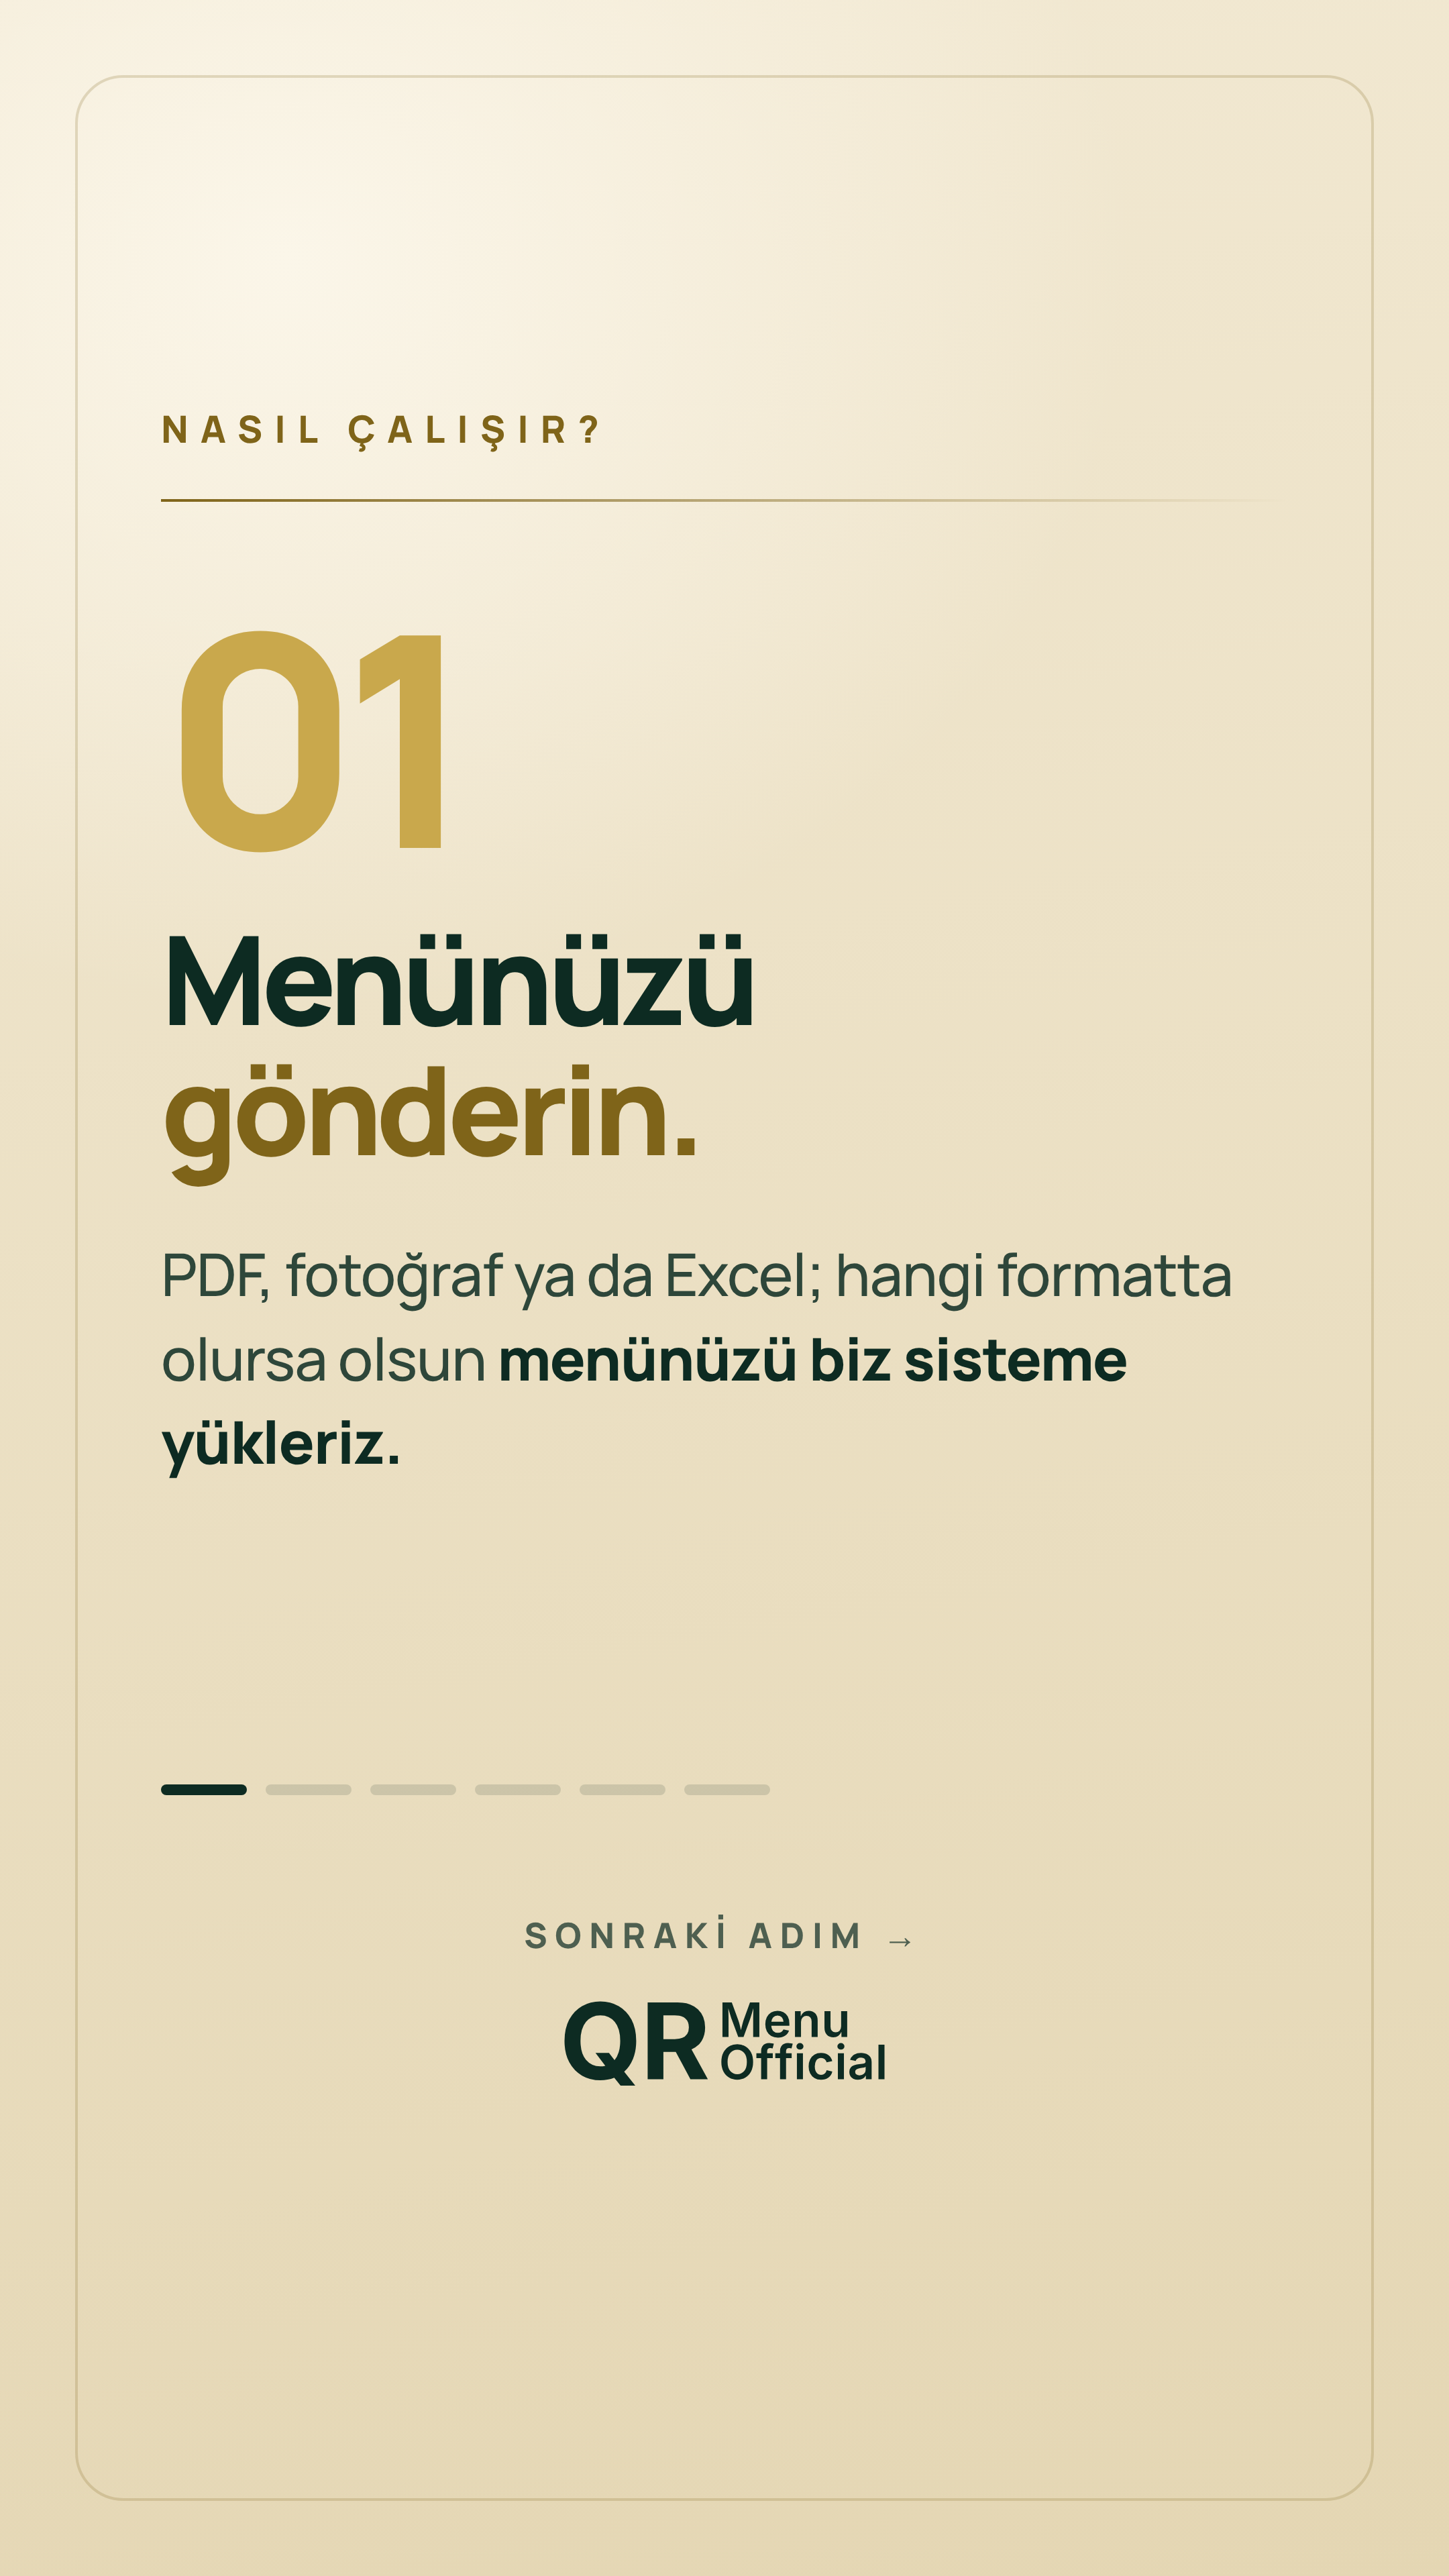 NASIL ÇALIŞIR?
01
Menünüzü
gönderin.
PDF, fotoğraf ya da Excel; hangi formatta
olursa olsun menünüzü biz sisteme
yükleriz.
SONRAKİ ADIM →
QR Menu
Official